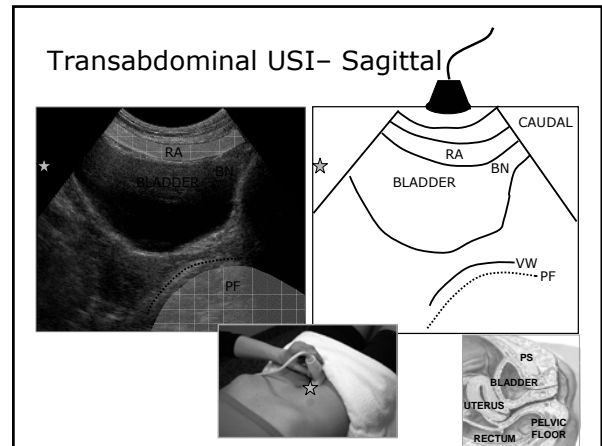 Transabdominal USI– Sagittal
RA
BN
BLADDER
PF
CAUDAL
RA
BN
BLADDER
VW
PF
PS
BLADDER
UTERUS
PELVIC
FLOOR
RECTUM